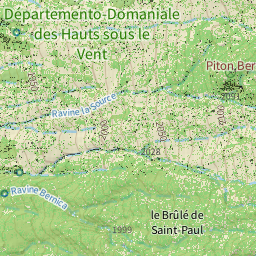 Départemento-Domaniale
des Hauts sous le
Vent
Piton,Ber
Ravine la Source
2028
Ravine Bernica
le Brûlé de
Saint-Paul
1999